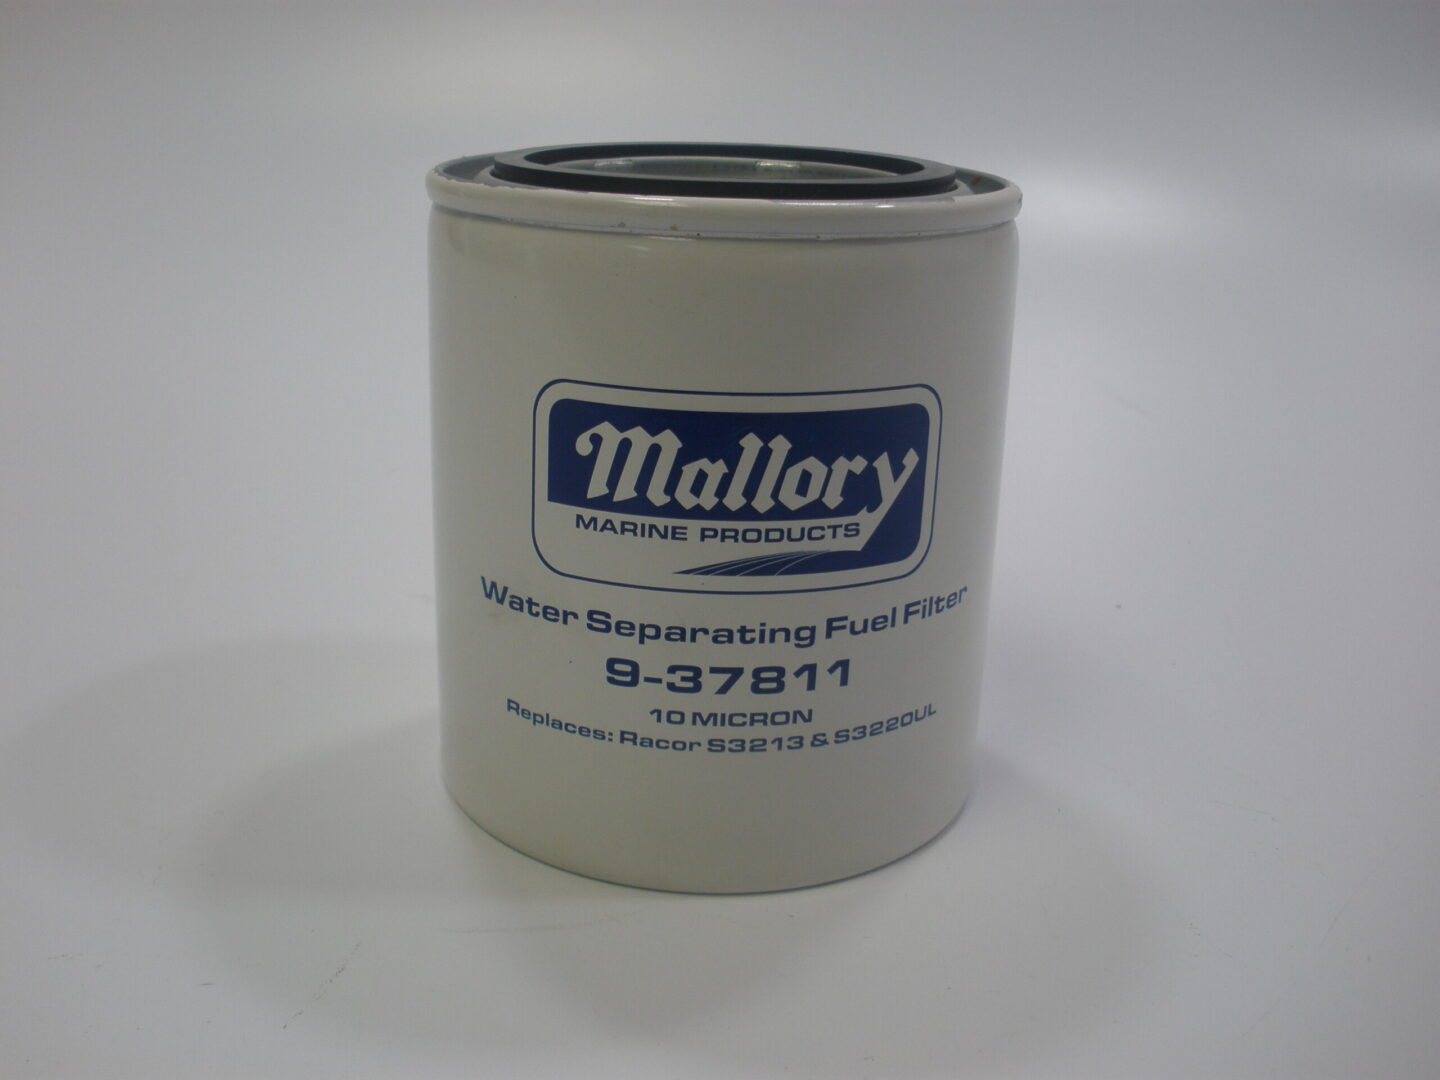 Mallory
MARINE PRODUCTS
Water Separating Fuel Filter
9-37811
10 MICRON
Replaces: Racor S3213 & S3220UL